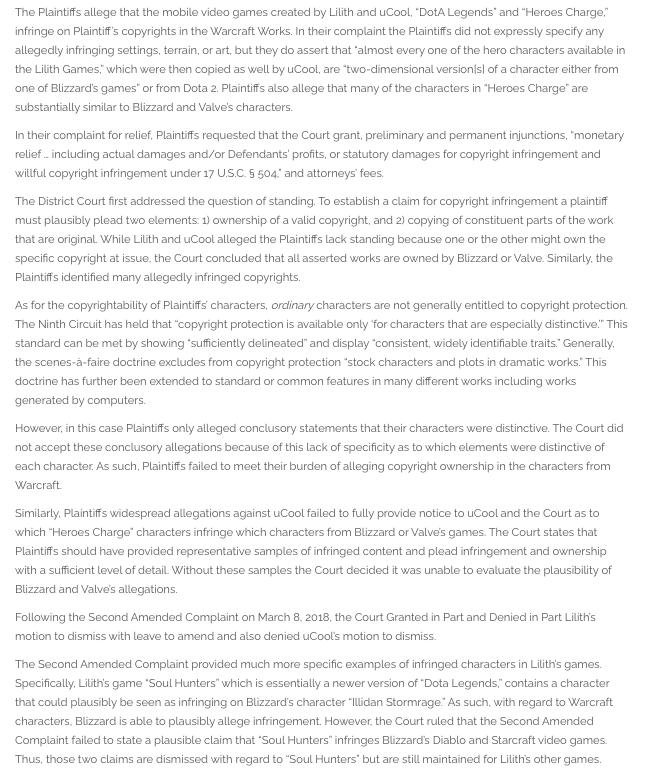 The Plaintiffs allege that the mobile video games created by Lilith and uCool, "DotA Legends" and "Heroes Charge,"
infringe on Plaintiff's copyrights in the Warcraft Works. In their complaint the Plaintiffs did not expressly specify any
allegedly infringing settings, terrain, or art, but they do assert that "almost every one of the hero characters available in
the Lilith Games," which were then copied as well by uCool, are "two-dimensional version[s] of a character either from
one of Blizzard's games" or from Dota 2. Plaintiffs also allege that many of the characters in "Heroes Charge" are
substantially similar to Blizzard and Valve's characters.
In their complaint for relief, Plaintiffs requested that the Court grant, preliminary and permanent injunctions, "monetary
relief … including actual damages and/or Defendants' profits, or statutory damages for copyright infringement and
willful copyright infringement under 17 U.S.C. § 504," and attorneys' fees.
The District Court first addressed the question of standing. To establish a claim for copyright infringement a plaintiff
must plausibly plead two elements: 1) ownership of a valid copyright, and 2) copying of constituent parts of the work
that are original. While Lilith and uCool alleged the Plaintiffs lack standing because one or the other might own the
specific copyright at issue, the Court concluded that all asserted works are owned by Blizzard or Valve. Similarly, the
Plaintiffs identified many allegedly infringed copyrights.
As for the copyrightability of Plaintiffs' characters, ordinary characters are not generally entitled to copyright protection.
The Ninth Circuit has held that "copyright protection is available only 'for characters that are especially distinctive.'" This
standard can be met by showing "sufficiently delineated" and display "consistent, widely identifiable traits." Generally,
the scenes-à-faire doctrine excludes from copyright protection "stock characters and plots in dramatic works." This
doctrine has further been extended to standard or common features in many different works including works
generated by computers.
However, in this case Plaintiffs only alleged conclusory statements that their characters were distinctive. The Court did
not accept these conclusory allegations because of this lack of specificity as to which elements were distinctive of
each character. As such, Plaintiffs failed to meet their burden of alleging copyright ownership in the characters from
Warcraft.
Similarly, Plaintiffs widespread allegations against uCool failed to fully provide notice to uCool and the Court as to
which "Heroes Charge" characters infringe which characters from Blizzard or Valve's games. The Court states that
Plaintiffs should have provided representative samples of infringed content and plead infringement and ownership
with a sufficient level of detail. Without these samples the Court decided it was unable to evaluate the plausibility of
Blizzard and Valve's allegations.
Following the Second Amended Complaint on March 8, 2018, the Court Granted in Part and Denied in Part Lilith's
motion to dismiss with leave to amend and also denied uCool's motion to dismiss.
The Second Amended Complaint provided much more specific examples of infringed characters in Lilith's games.
Specifically, Lilith's game "Soul Hunters" which is essentially a newer version of "Dota Legends," contains a character
that could plausibly be seen as infringing on Blizzard's character "Illidan Stormrage." As such, with regard to Warcraft
characters, Blizzard is able to plausibly allege infringement. However, the Court ruled that the Second Amended
Complaint failed to state a plausible claim that "Soul Hunters" infringes Blizzard's Diablo and Starcraft video games.
Thus, those two claims are dismissed with regard to "Soul Hunters" but are still maintained for Lilith's other games.